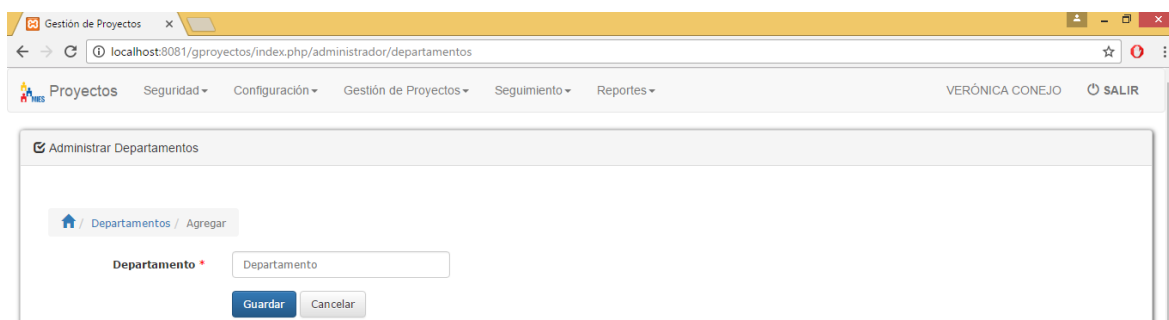 Gestión de Proyectos
localhost:8081/gproyectos/index.php/administrador/departamentos
MIES Proyectos Seguridad Configuración Gestión de Proyectos Seguimiento Reportes VERÓNICA CONEJO SALIR
Administrar Departamentos
/ Departamentos / Agregar
Departamento * Departamento
Guardar Cancelar